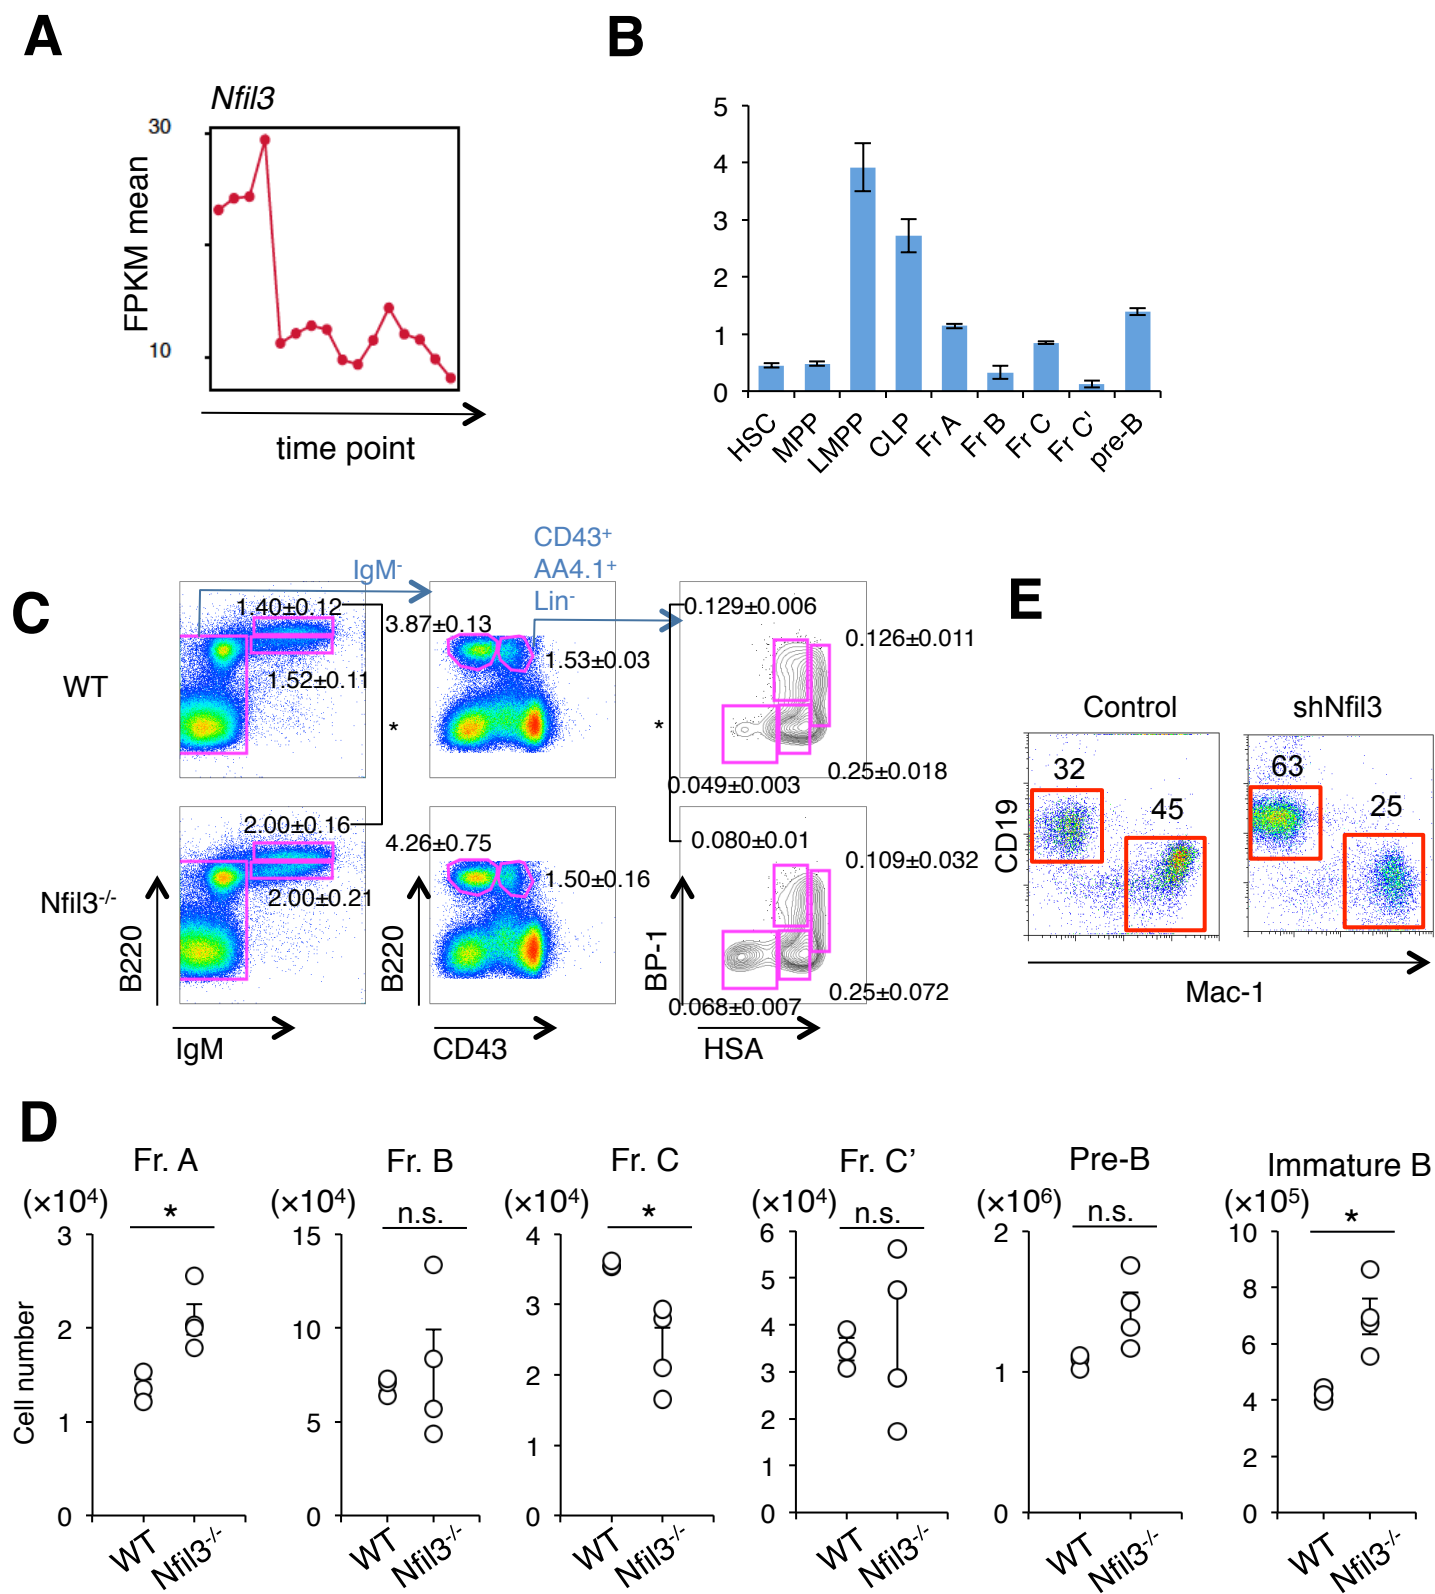 A
B
Nfil3
30
10
FPKM mean
time point
5
4
3
2
1
0
HSC
MPP
LMPP
CLP
Fr A
Fr B
Fr C
Fr C'
pre-B
C
IgM-
CD43+
AA4.1+
Lin-
WT
1.40±0.12
1.52±0.11
*
3.87±0.13
1.53±0.03
*
0.129±0.006
0.126±0.011
0.049±0.003
0.25±0.018
Nfil3-/-
2.00±0.16
2.00±0.21
4.26±0.75
1.50±0.16
0.080±0.01
0.109±0.032
0.068±0.007
0.25±0.072
B220
IgM
B220
CD43
BP-1
HSA
E
Control
shNfil3
32
45
63
25
CD19
Mac-1
D
Cell number
Fr. A
(×104)
*
3
2
1
0
WT
Nfil3-/-
Fr. B
(×104)
n.s.
15
10
5
0
WT
Nfil3-/-
Fr. C
(×104)
*
4
3
2
1
0
WT
Nfil3-/-
Fr. C’
(×104)
n.s.
6
5
4
3
2
1
0
WT
Nfil3-/-
Pre-B
(×106)
n.s.
2
1
0
WT
Nfil3-/-
Immature B
(×105)
*
10
8
6
4
2
0
WT
Nfil3-/-